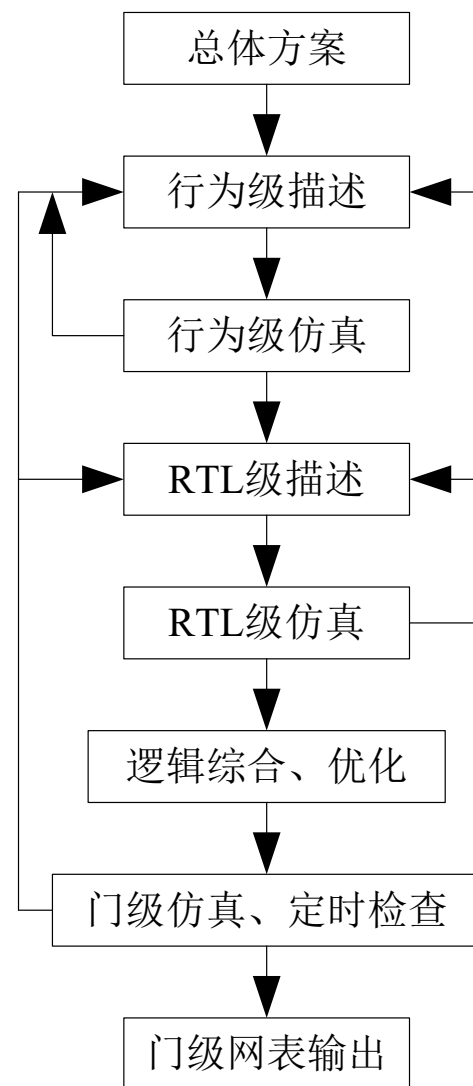 总体方案
行为级描述
行为级仿真
RTL级描述
RTL级仿真
逻辑综合、优化
门级仿真、定时检查
门级网表输出